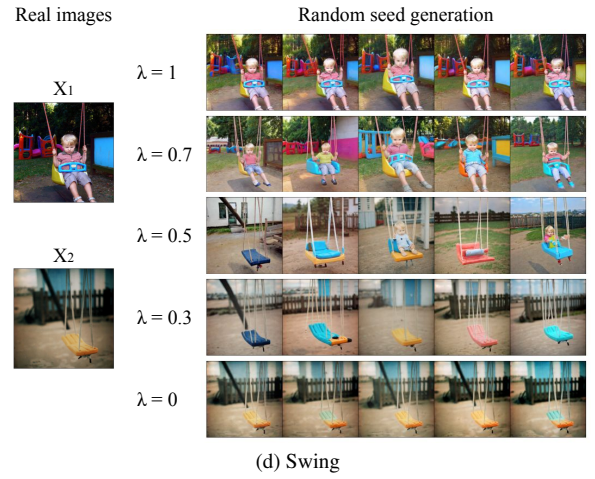 Real images
Random seed generation
λ = 1
X1
λ = 0.7
λ = 0.5
X2
λ = 0.3
λ = 0
(d) Swing